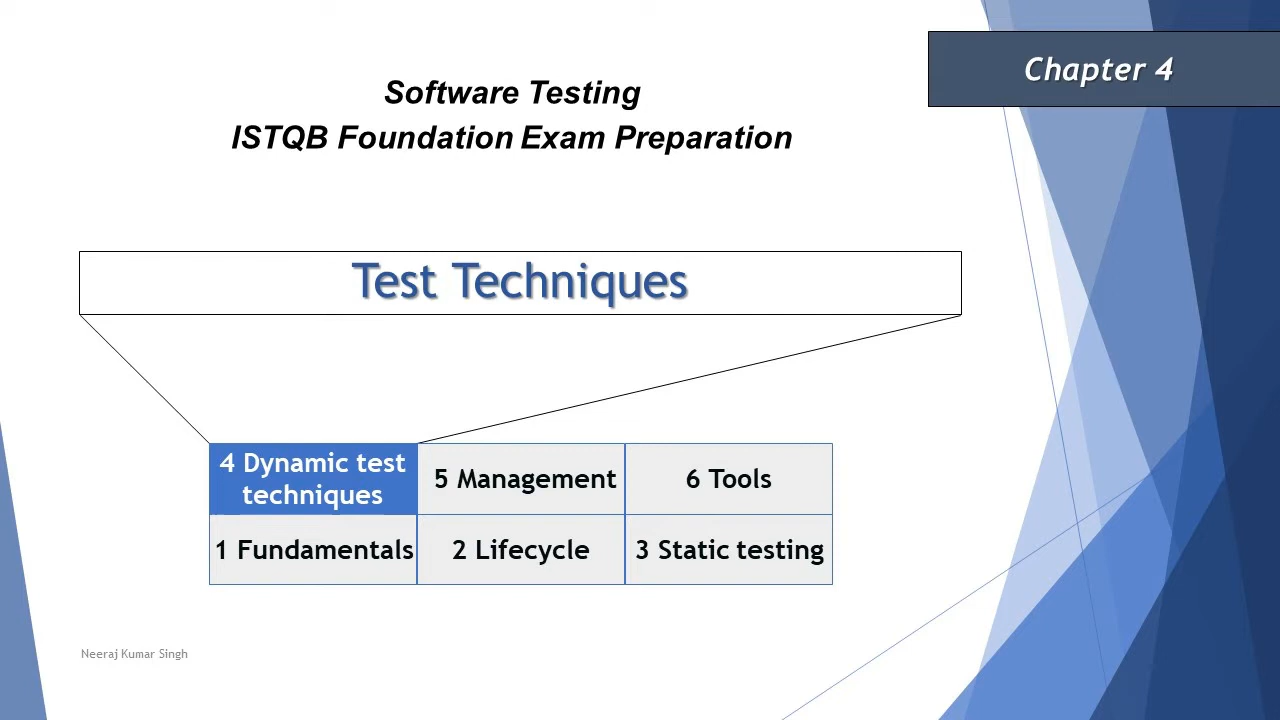 Chapter 4
Software Testing
ISTQB Foundation Exam Preparation
Test Techniques
4 Dynamic test
techniques
5 Management
6 Tools
1 Fundamentals
2 Lifecycle
3 Static testing
Neeraj Kumar Singh